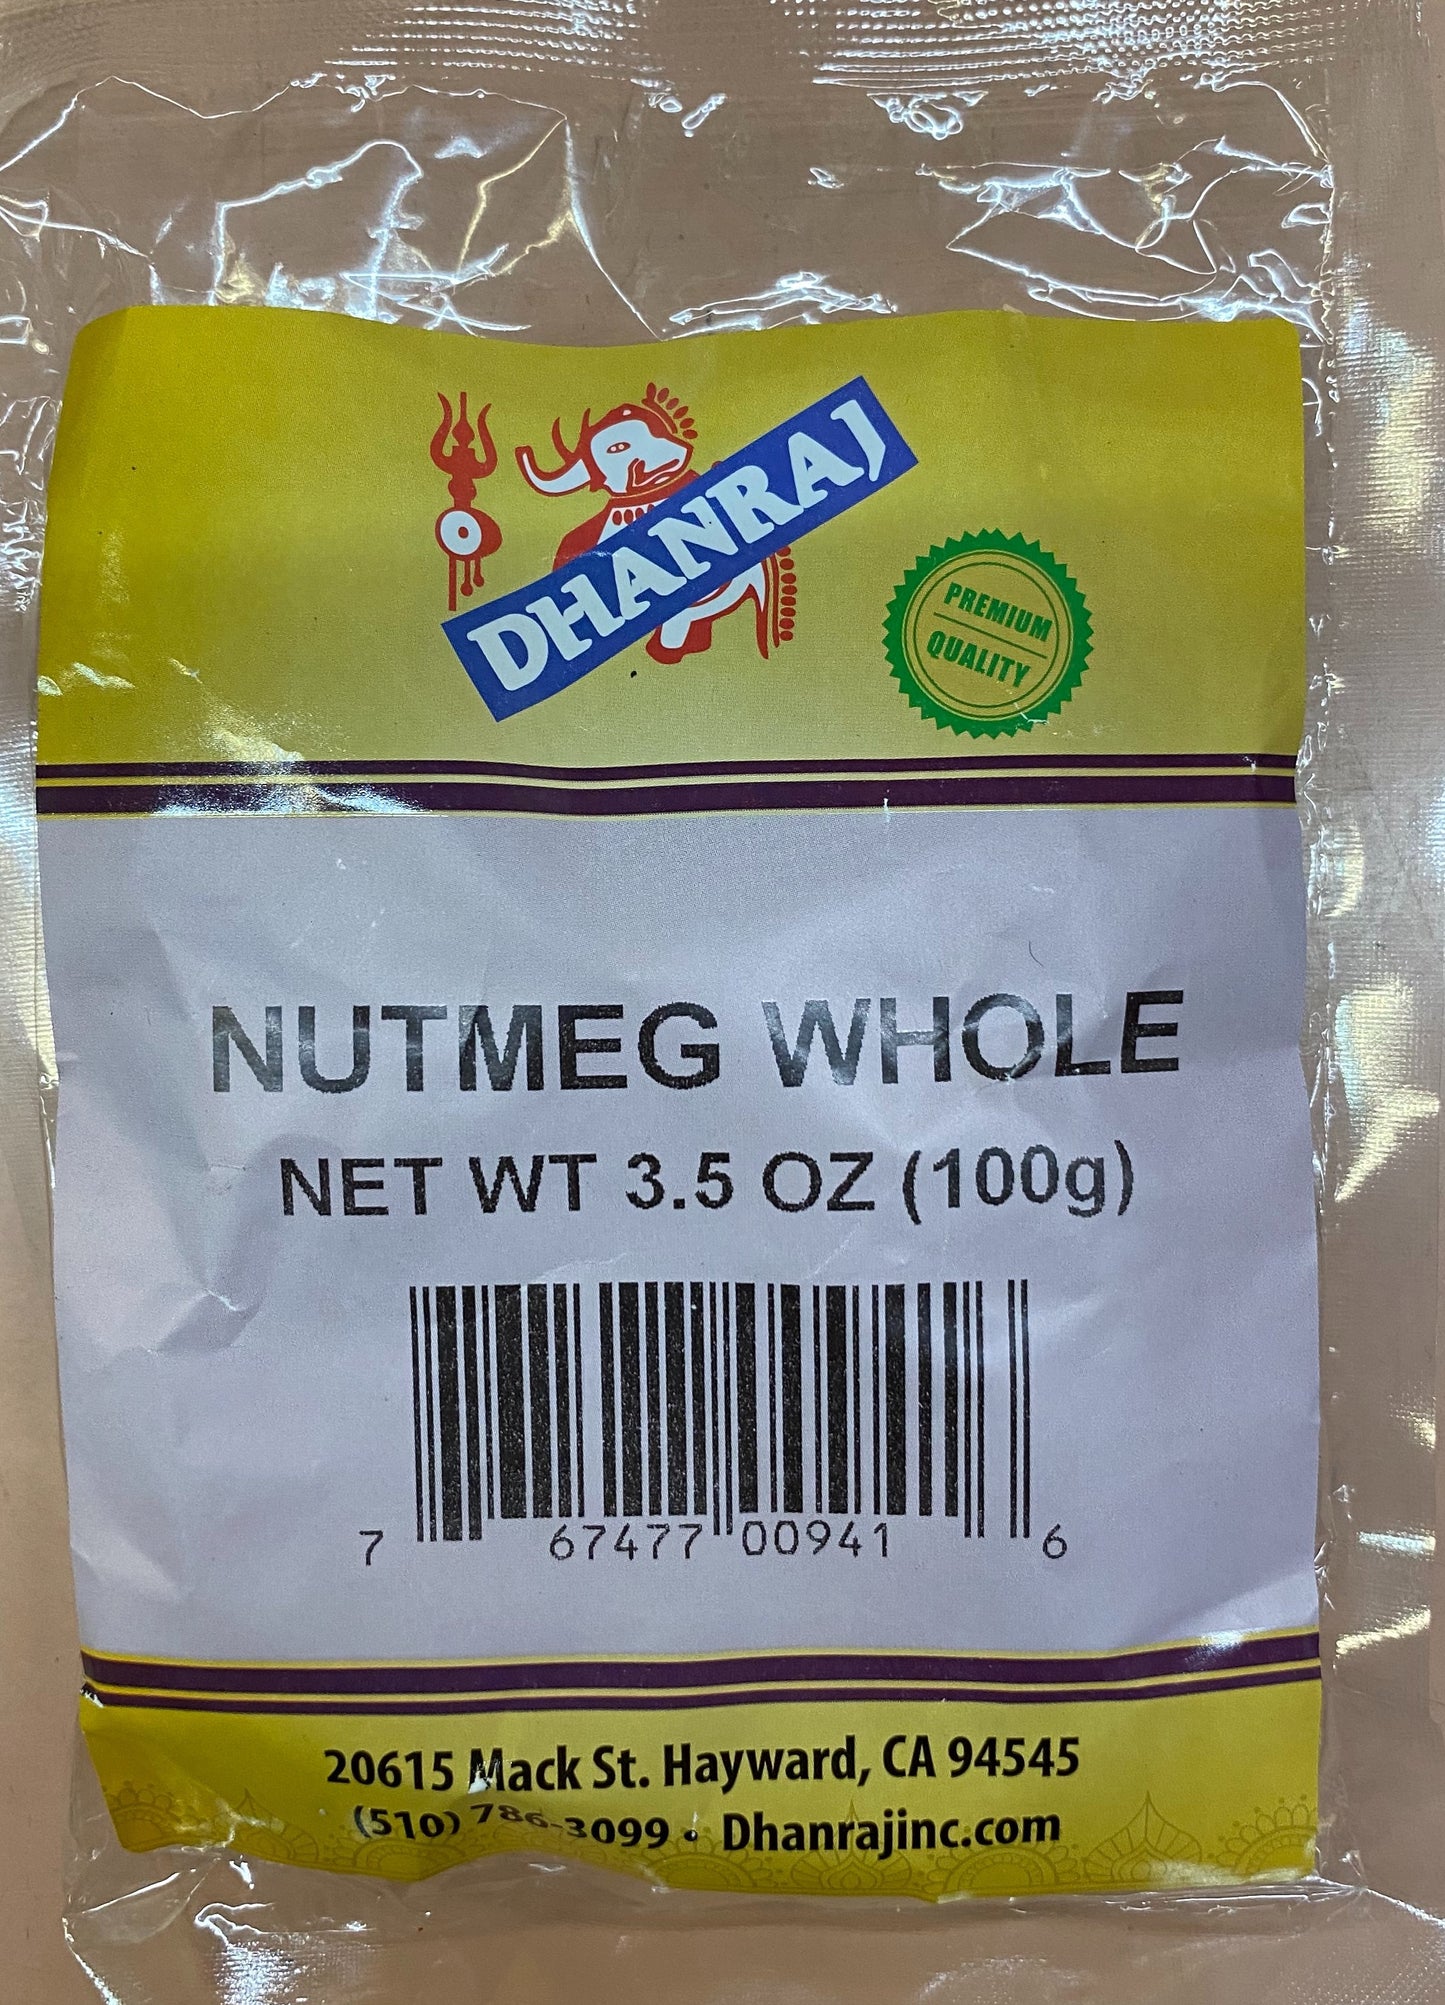 DHANRAJ
PREMIUM
QUALITY
NUTMEG WHOLE
NET WT 3.5 OZ (100g)
7 67477 00941 6
20615 Mack St. Hayward, CA 94545
(510) 786-3099 • Dhanrajinc.com